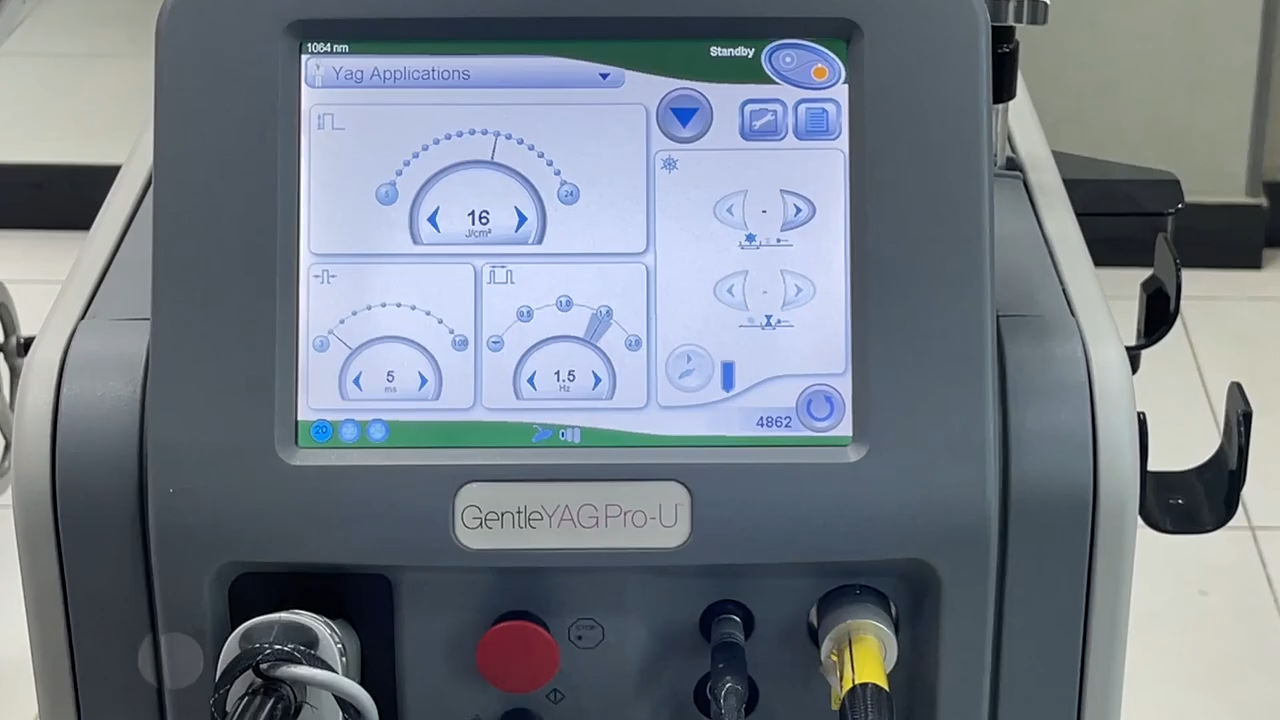 1064 nm
Standby
Yag Applications
5
24
16
J/cm²
-
-
3
100
5
ms
0.5
1.0
1.5
2.0
1.5
Hz
4862
20
GentleYAG Pro-U